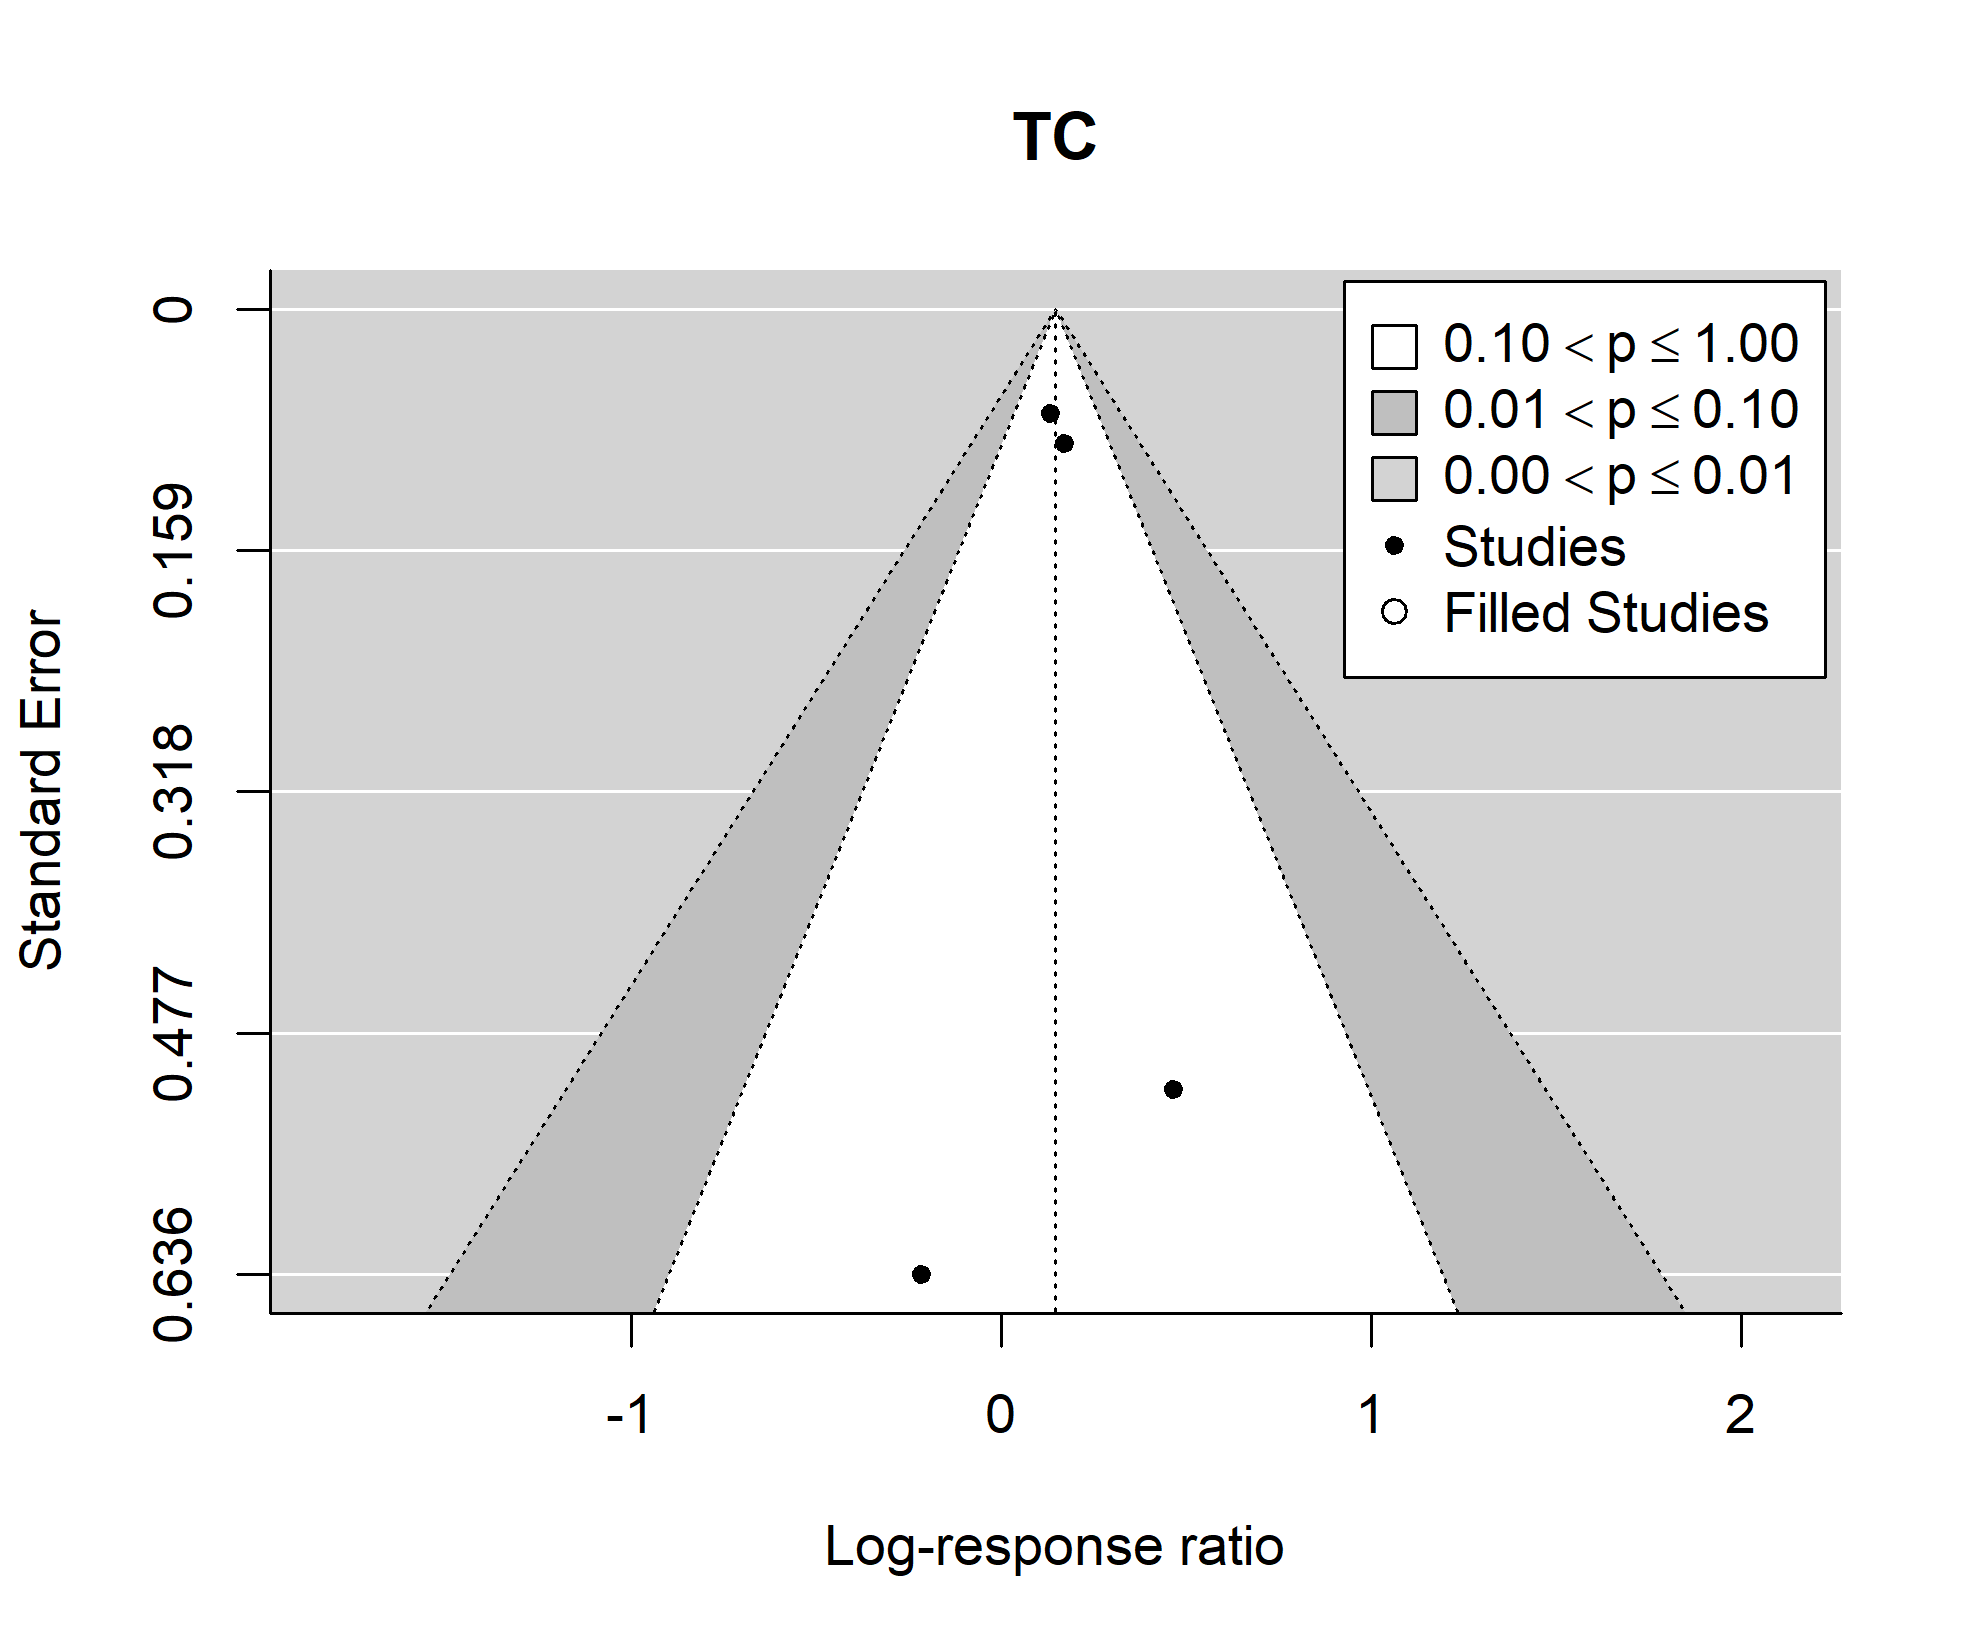 TC
0.10 < p ≤ 1.00
0.01 < p ≤ 0.10
0.00 < p ≤ 0.01
Studies
Filled Studies
Standard Error
0
0.159
0.318
0.477
0.636
-1
0
1
2
Log-response ratio